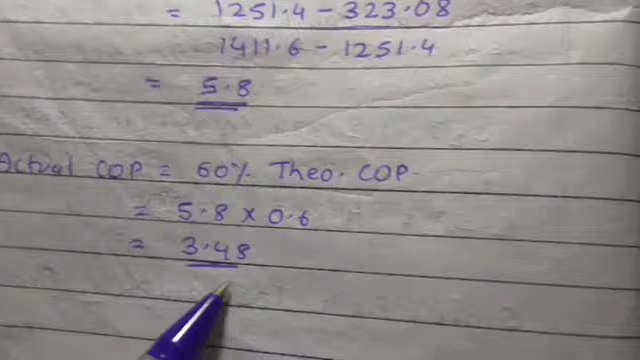 = 1251.4 - 323.08
1411.6 - 1251.4
= 5.8
Actual COP = 60% Theo. COP.
= 5.8 x 0.6
= 3.48